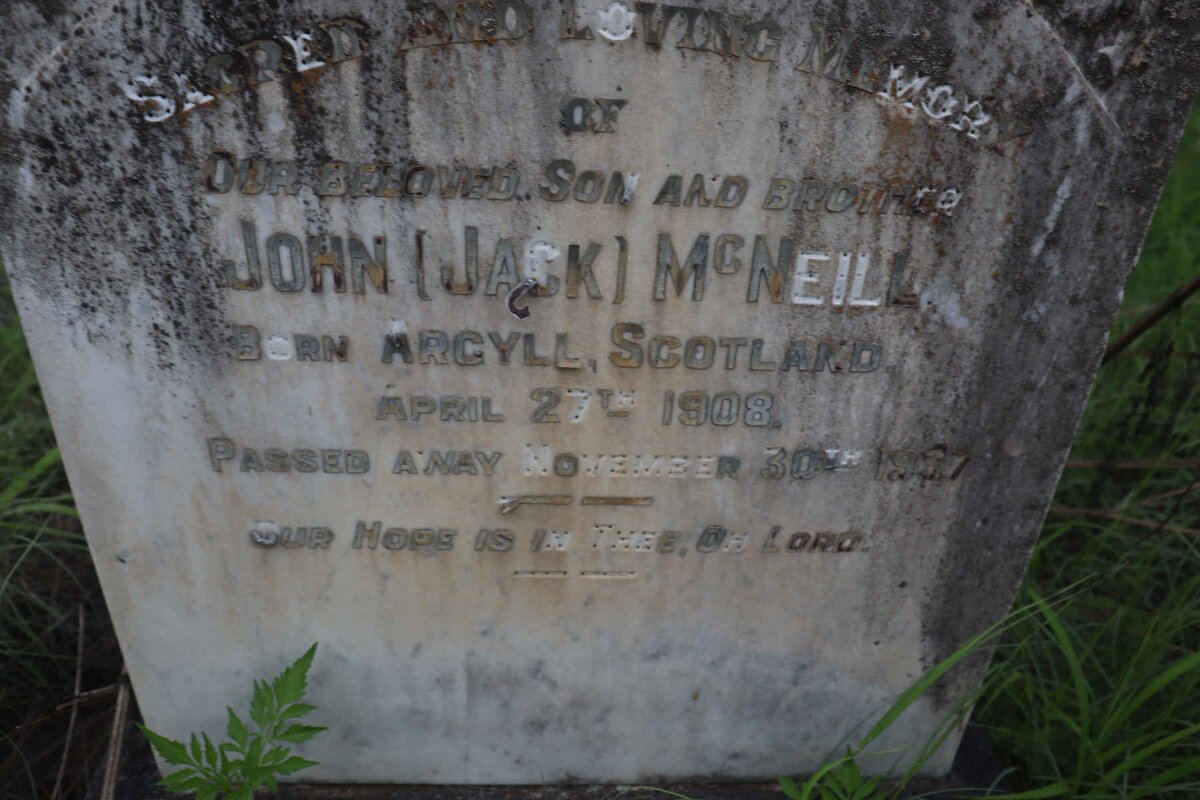 SACRED AND LOVING MEMORY
OF
OUR BELOVED SON AND BROTHER
JOHN (JACK) MCNEILL
BORN ARGYLL, SCOTLAND.
APRIL 27TH 1908.
PASSED AWAY NOVEMBER 30TH 1937
OUR HOPE IS IN THEE, OH LORD.